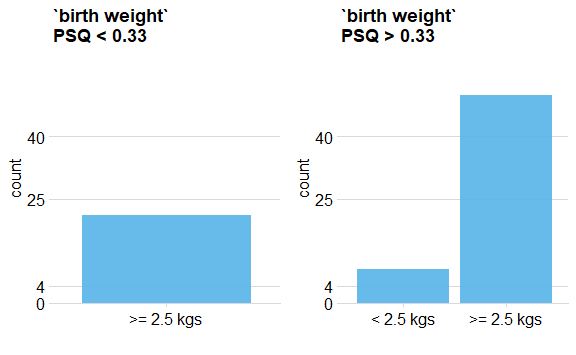 `birth weight`
PSQ < 0.33
count
40
25
4
0
>= 2.5 kgs
`birth weight`
PSQ > 0.33
count
40
25
4
0
< 2.5 kgs
>= 2.5 kgs